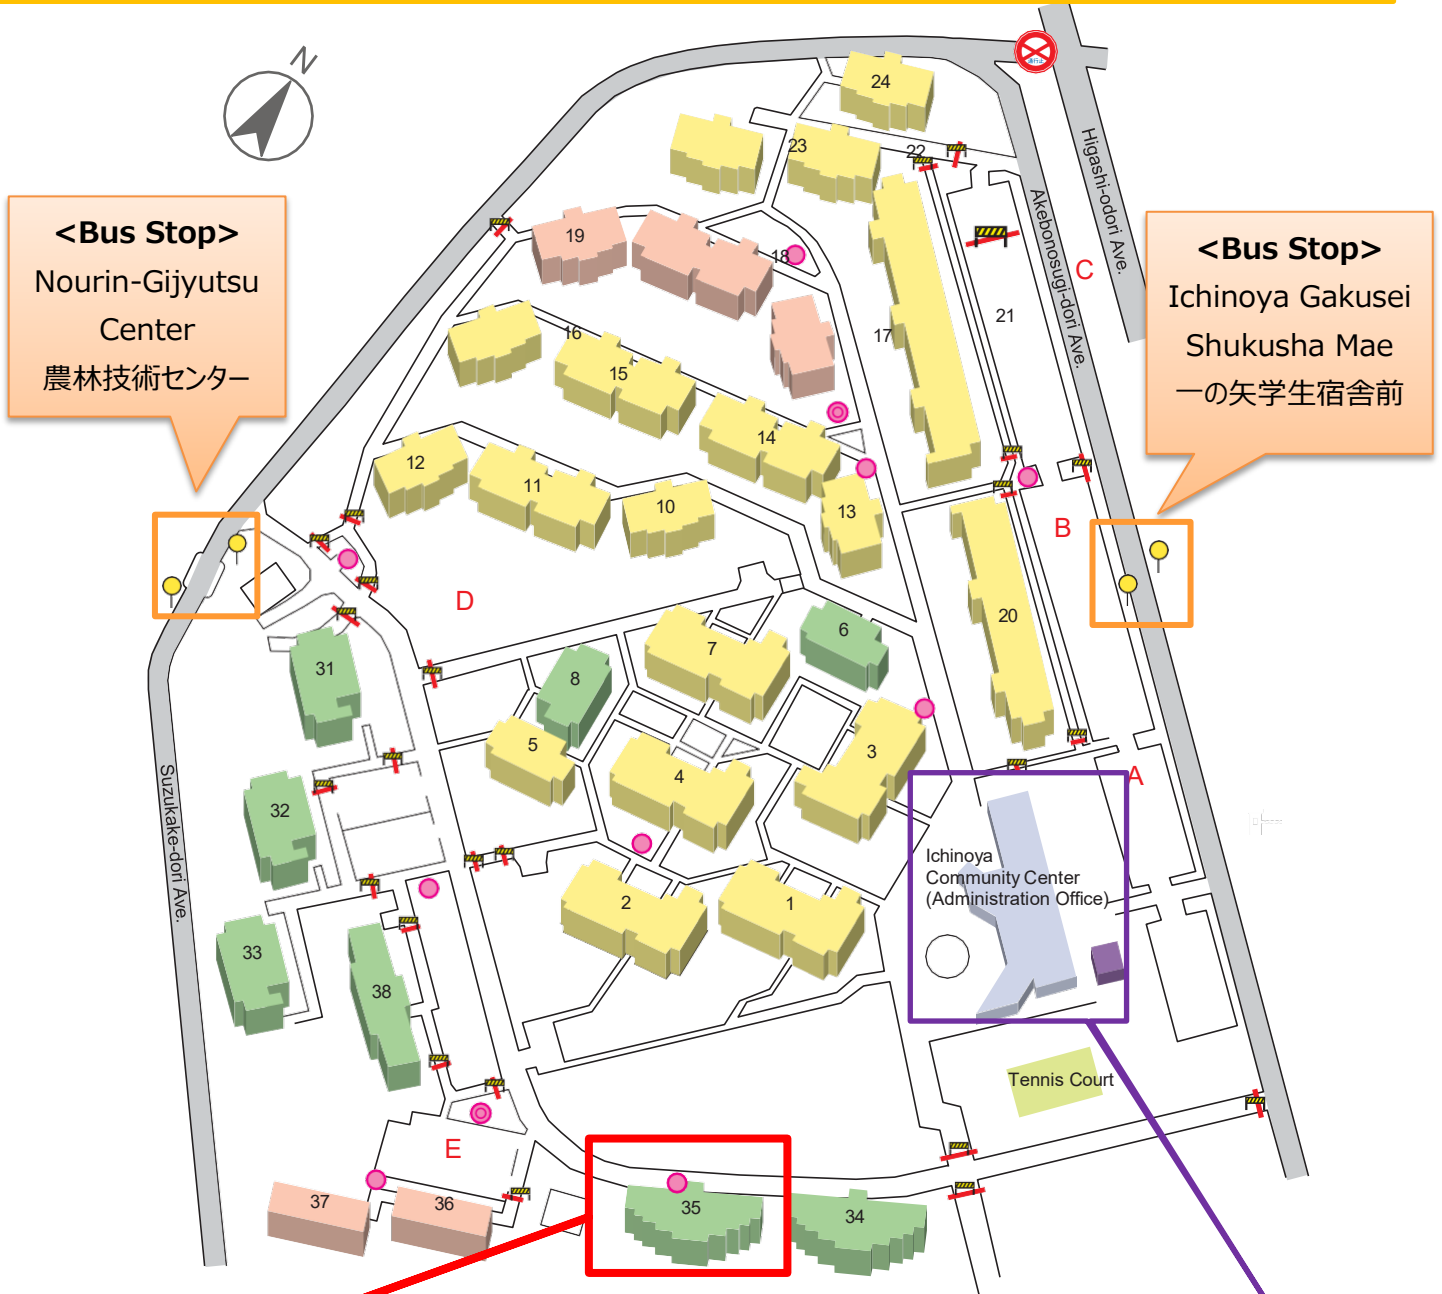 N
24
23
22
Higashi-odori Ave.
Akebonosugi-dori Ave.
<Bus Stop>
Nourin-Gijyutsu
Center
農林技術センター
<Bus Stop>
Ichinoya Gakusei
Shukusha Mae
一の矢学生宿舎前
19
18
C
21
17
16
15
14
13
12
11
10
B
D
20
6
7
8
5
4
3
31
A
32
Suzukake-dori Ave.
Ichinoya
Community Center
(Administration Office)
2
1
33
38
Tennis Court
E
37
36
35
34